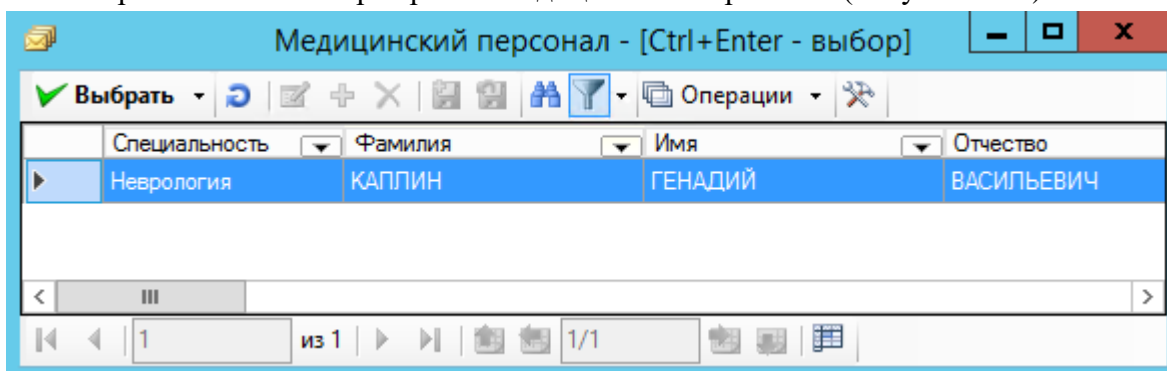 Медицинский персонал - [Ctrl+Enter - выбор]
Выбрать Операции
Специальность Фамилия Имя Отчество
Неврология КАПЛИН ГЕНАДИЙ ВАСИЛЬЕВИЧ
1 из 1 1/1